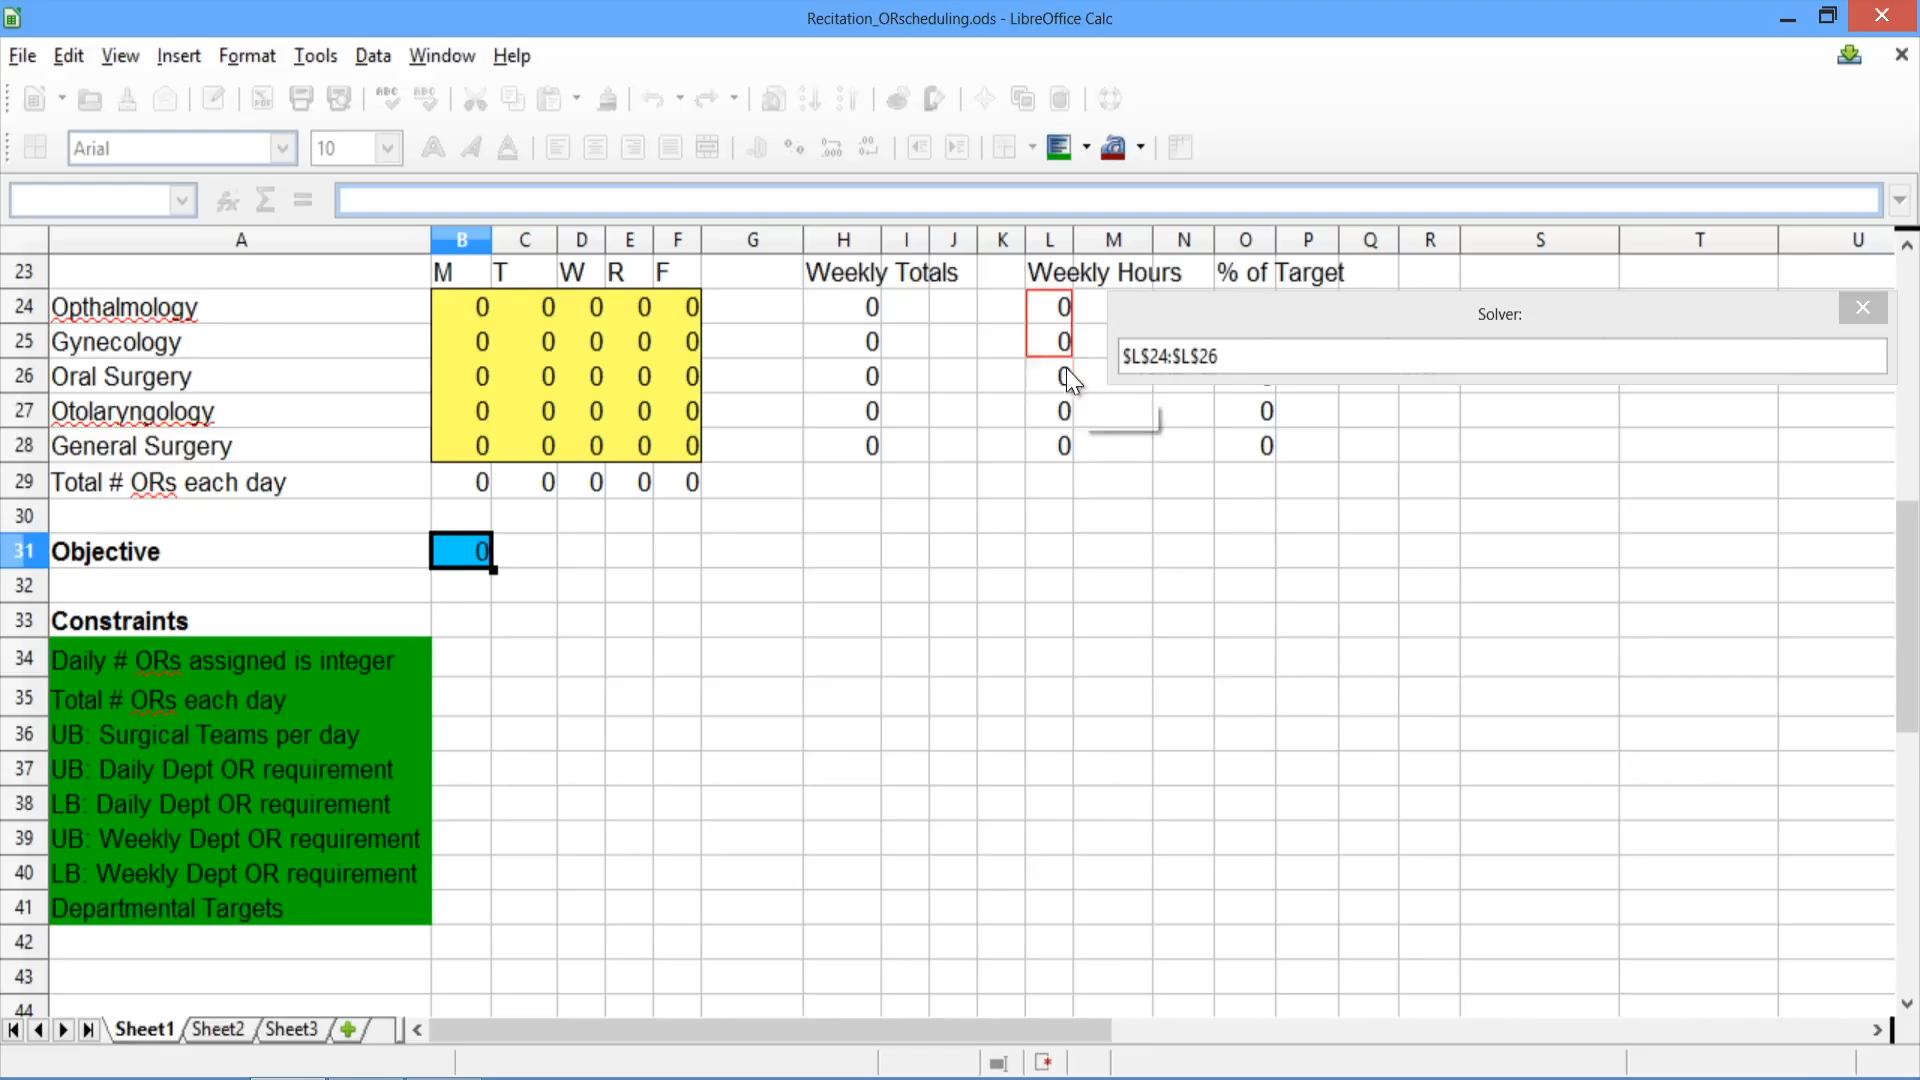 Recitation_ORscheduling.ods - LibreOffice Calc
File Edit View Insert Format Tools Data Window Help
Arial 10
A B C D E F G H I J K L M N O P Q R S T U
23 M T W R F Weekly Totals Weekly Hours % of Target
24 Opthalmology 0 0 0 0 0 0 0
Solver:
25 Gynecology 0 0 0 0 0 0 0
$L$24:$L$26
26 Oral Surgery 0 0 0 0 0 0 0
27 Otolaryngology 0 0 0 0 0 0 0 0
28 General Surgery 0 0 0 0 0 0 0 0
29 Total # ORs each day 0 0 0 0 0
30
31 Objective 0
32
33 Constraints
34 Daily # ORs assigned is integer
35 Total # ORs each day
36 UB: Surgical Teams per day
37 UB: Daily Dept OR requirement
38 LB: Daily Dept OR requirement
39 UB: Weekly Dept OR requirement
40 LB: Weekly Dept OR requirement
41 Departmental Targets
42
43
44
Sheet1 Sheet2 Sheet3